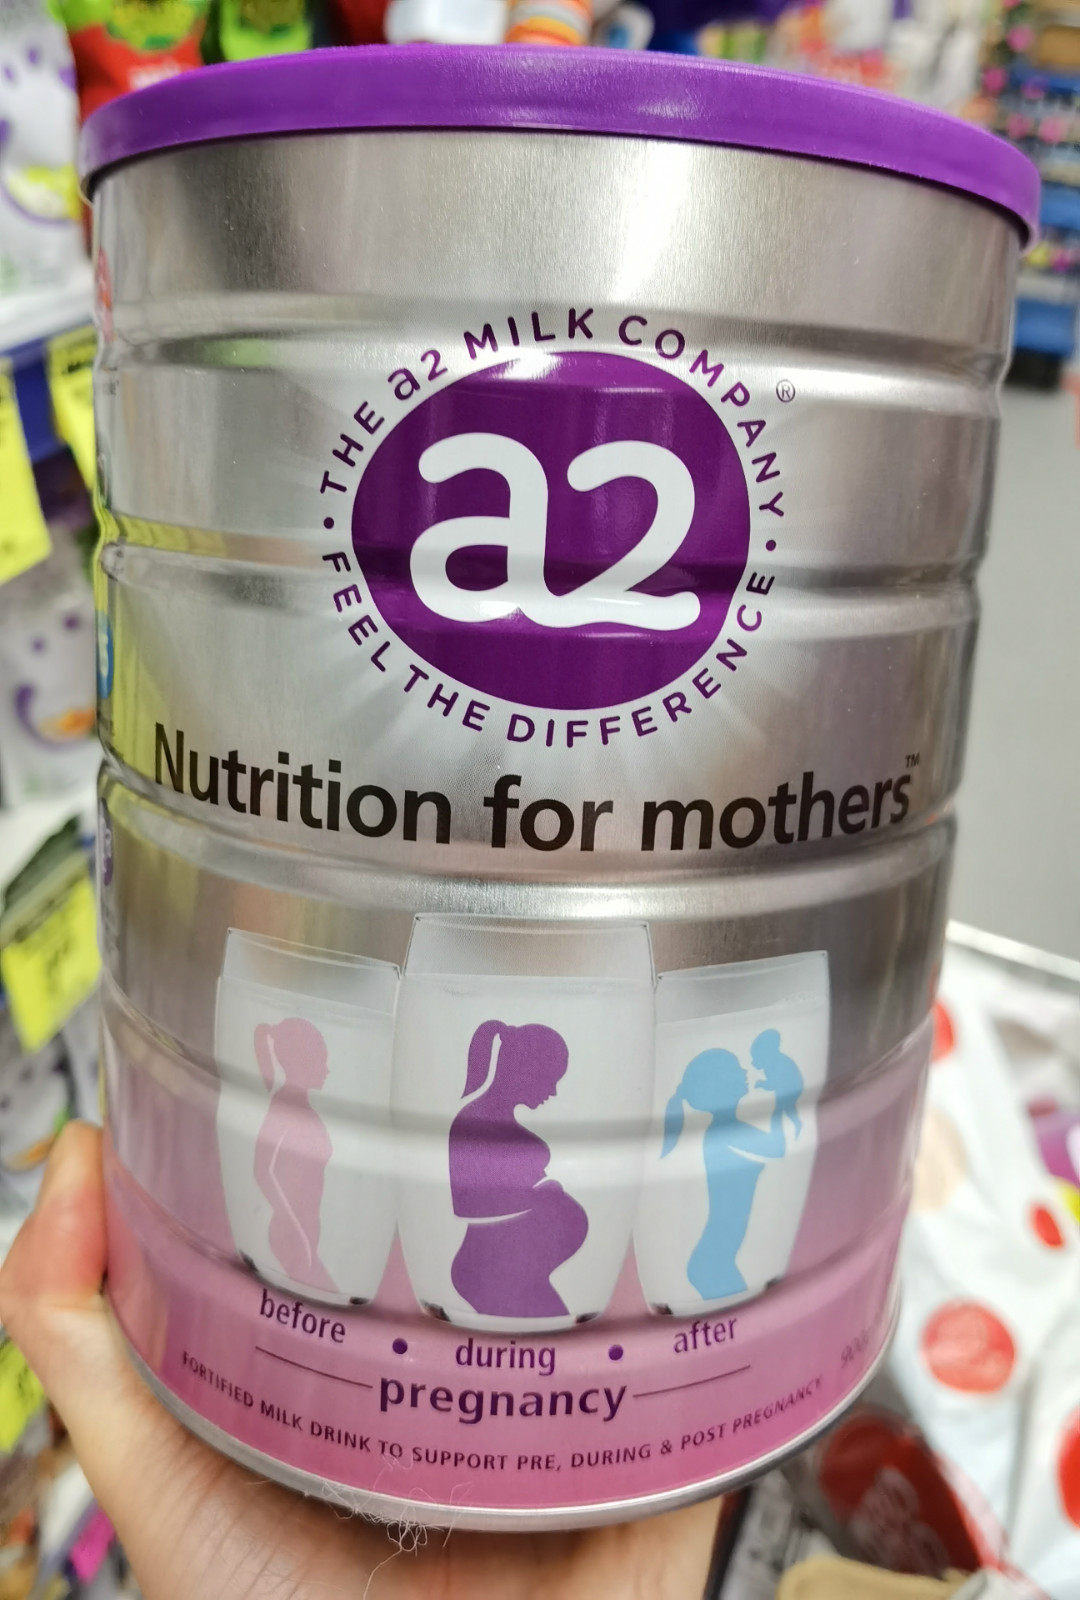 THE a2 MILK COMPANY ®
a2
• FEEL THE DIFFERENCE •
Nutrition for mothers™
before • during • after
pregnancy
FORTIFIED MILK DRINK TO SUPPORT PRE, DURING & POST PREGNANCY